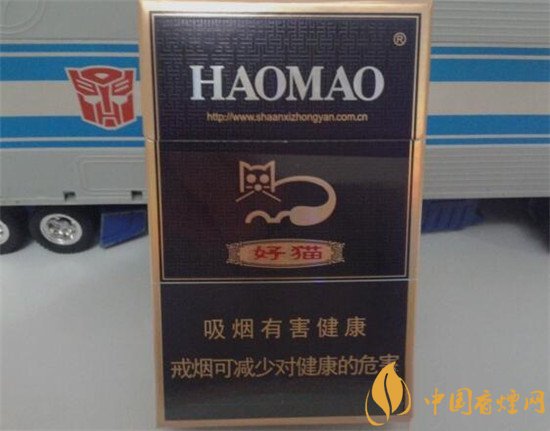 HAOMAO ®
http://www.shaanxizhongyan.com.cn
好猫
吸烟有害健康
戒烟可减少对健康的危害
中国香烟网